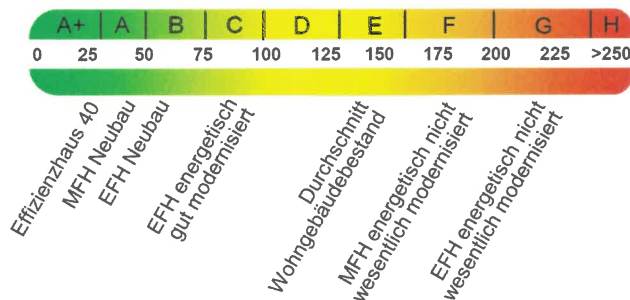 A+ A B C D E F G H
0 25 50 75 100 125 150 175 200 225 >250
Effizienzhaus 40
MFH Neubau
EFH Neubau
EFH energetisch
gut modernisiert
Durchschnitt
Wohngebäudebestand
MFH energetisch nicht
wesentlich modernisiert
EFH energetisch nicht
wesentlich modernisiert